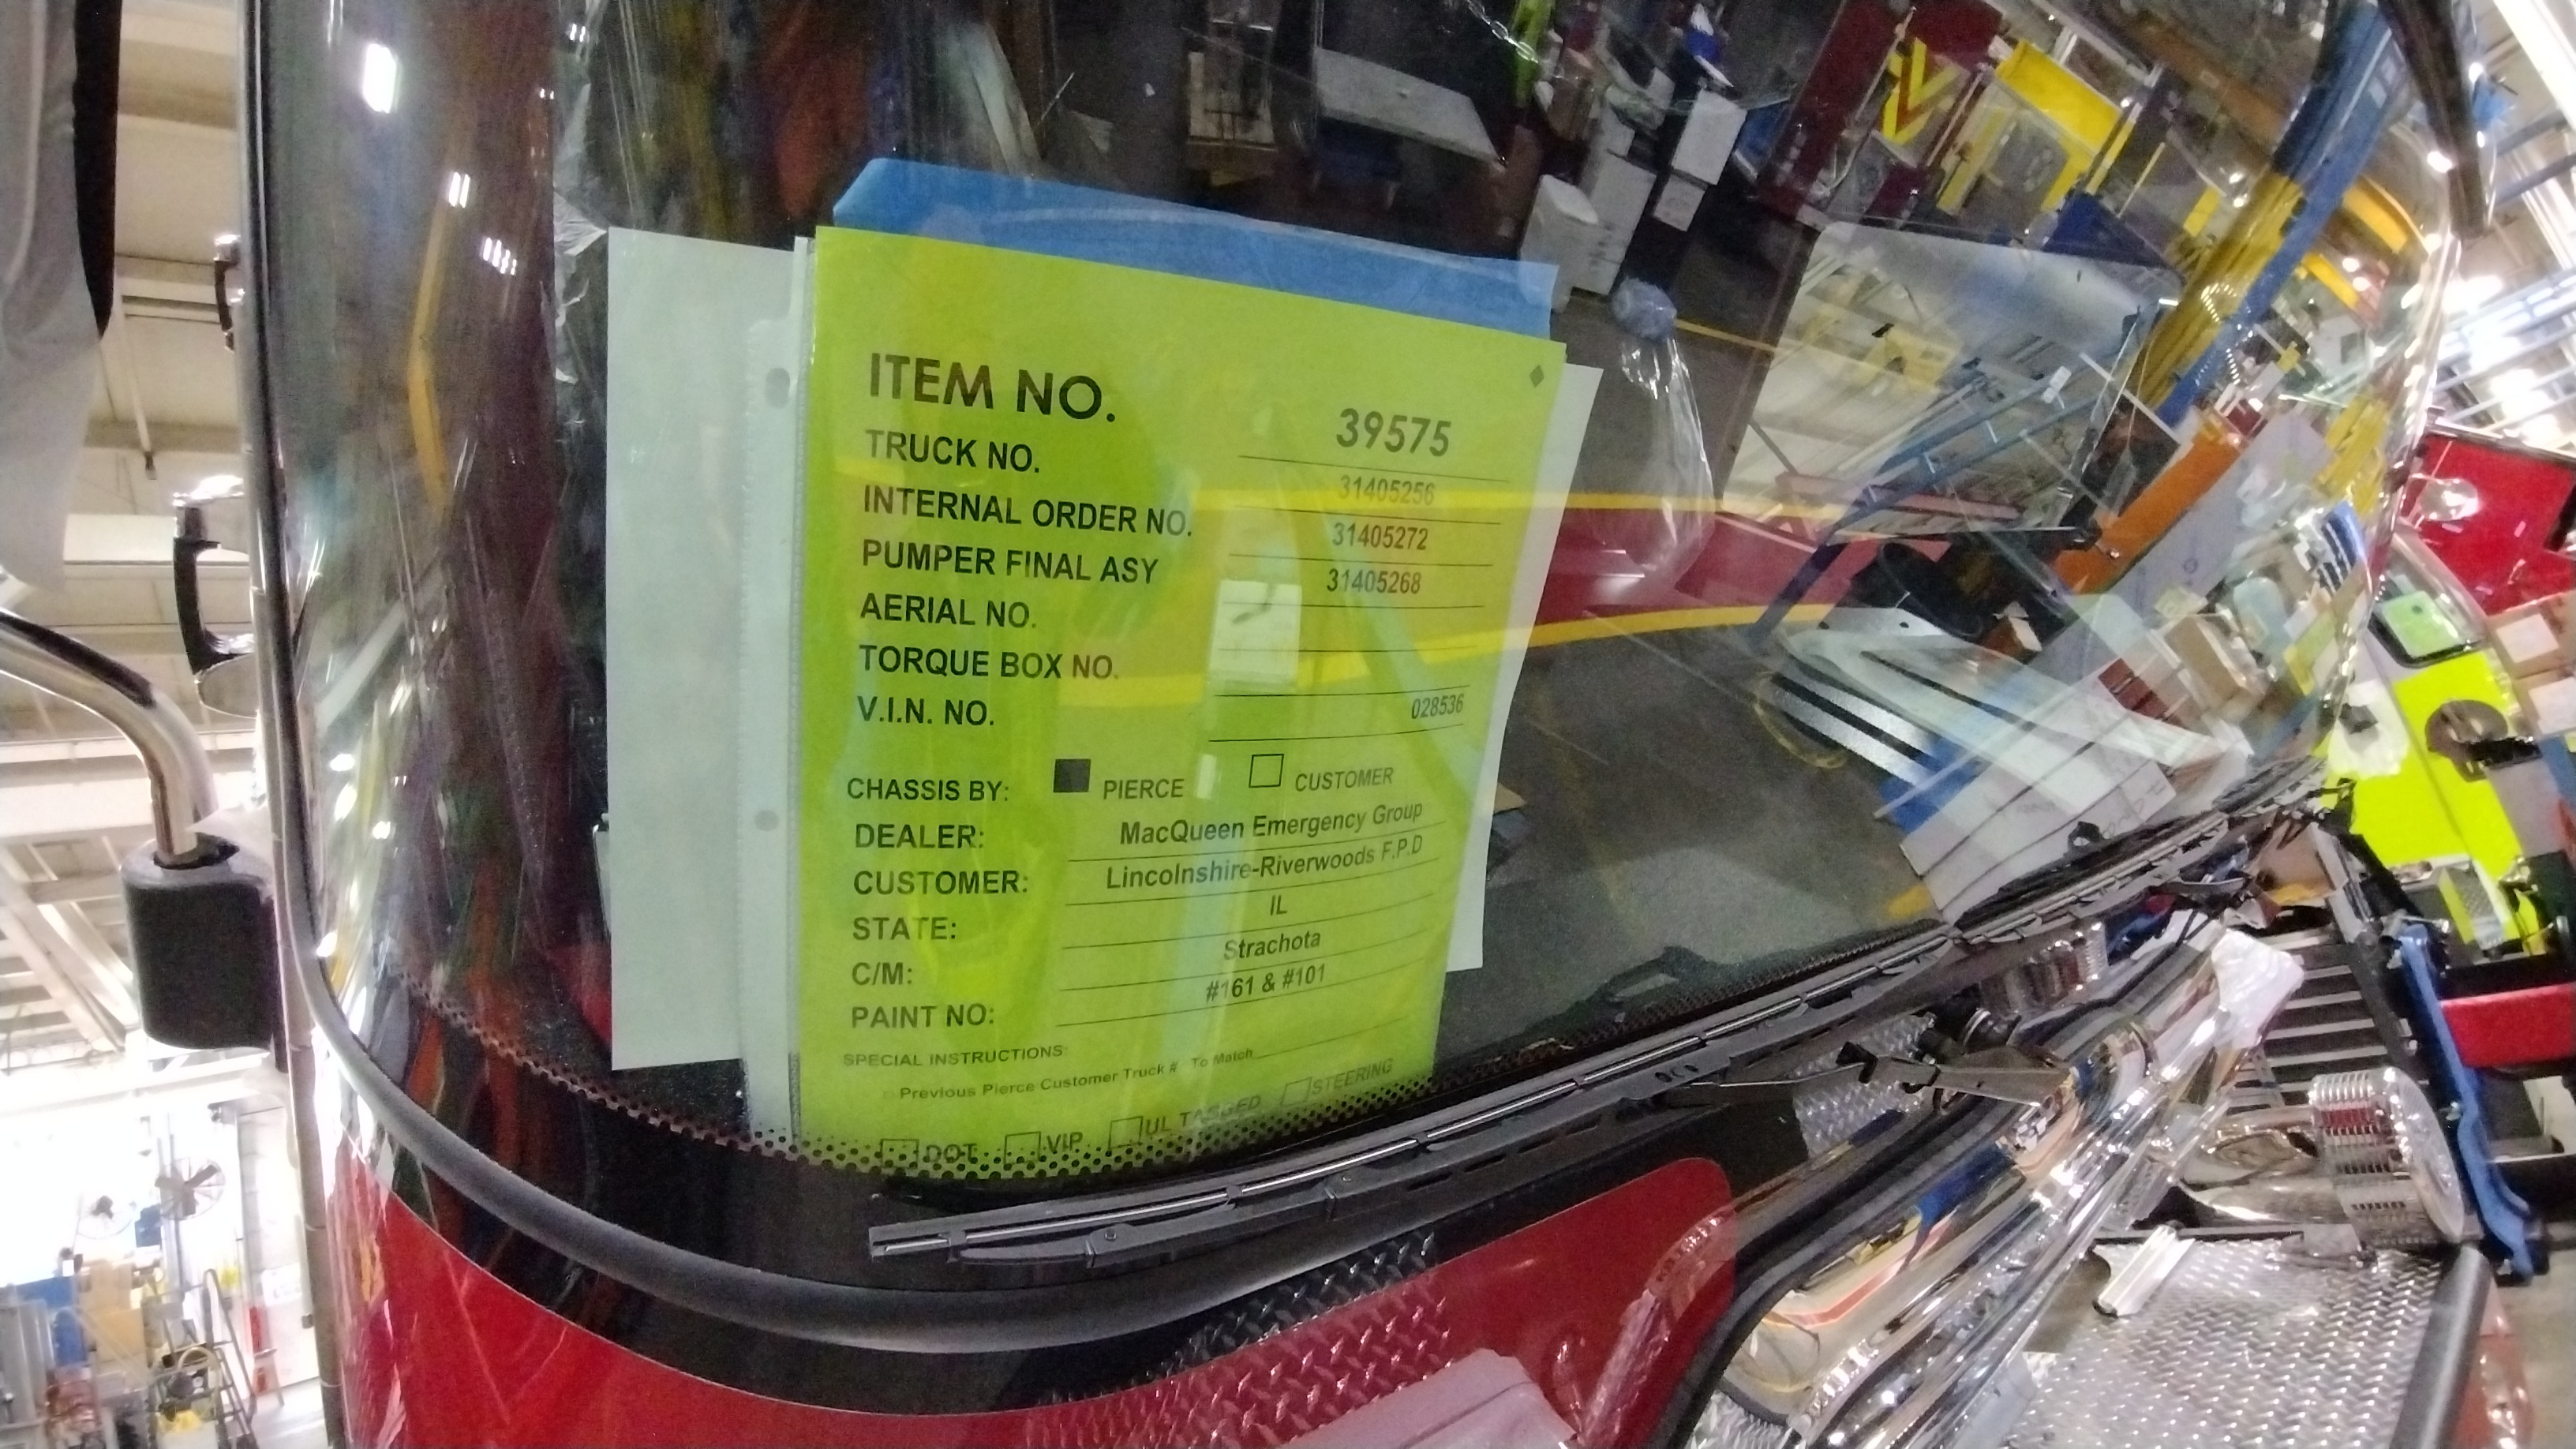 ITEM NO. 39575
TRUCK NO. 31405256
INTERNAL ORDER NO. 31405272
PUMPER FINAL ASY 31405268
AERIAL NO.
TORQUE BOX NO.
V.I.N. NO. 028536
CHASSIS BY: PIERCE CUSTOMER
DEALER: MacQueen Emergency Group
CUSTOMER: Lincolnshire-Riverwoods F.P.D
STATE: IL
C/M: Strachota
PAINT NO: #161 & #101
SPECIAL INSTRUCTIONS:
Previous Pierce Customer Truck # To Match
DOT VIP UL TAGGED STEERING